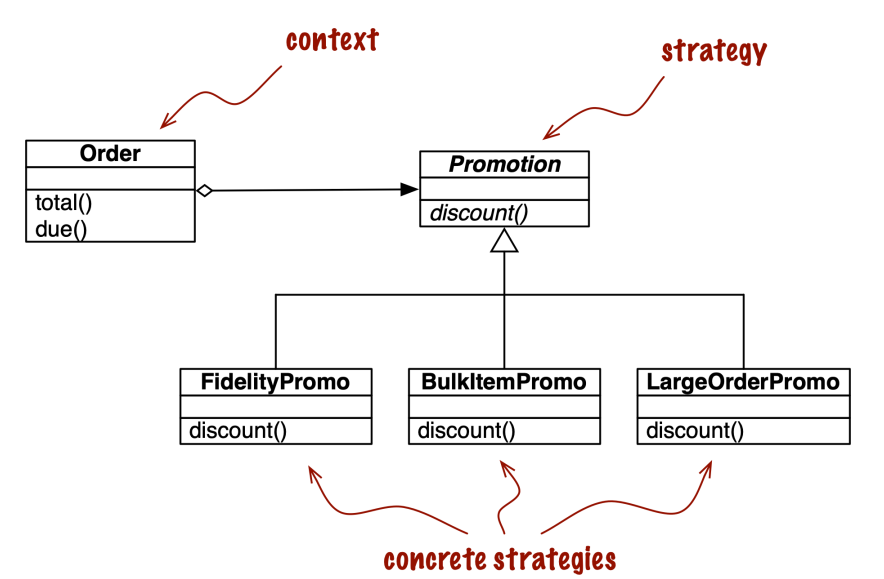 context
strategy
Order
total()
due()
Promotion
discount()
FidelityPromo
discount()
BulkItemPromo
discount()
LargeOrderPromo
discount()
concrete strategies